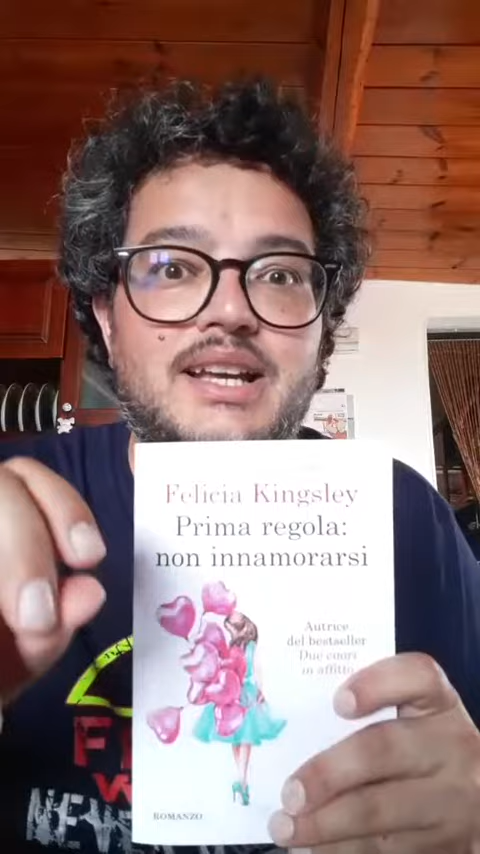 Felicia Kingsley
Prima regola:
non innamorarsi
Autrice
del bestseller
Due cuori
in affitto
ROMANZO